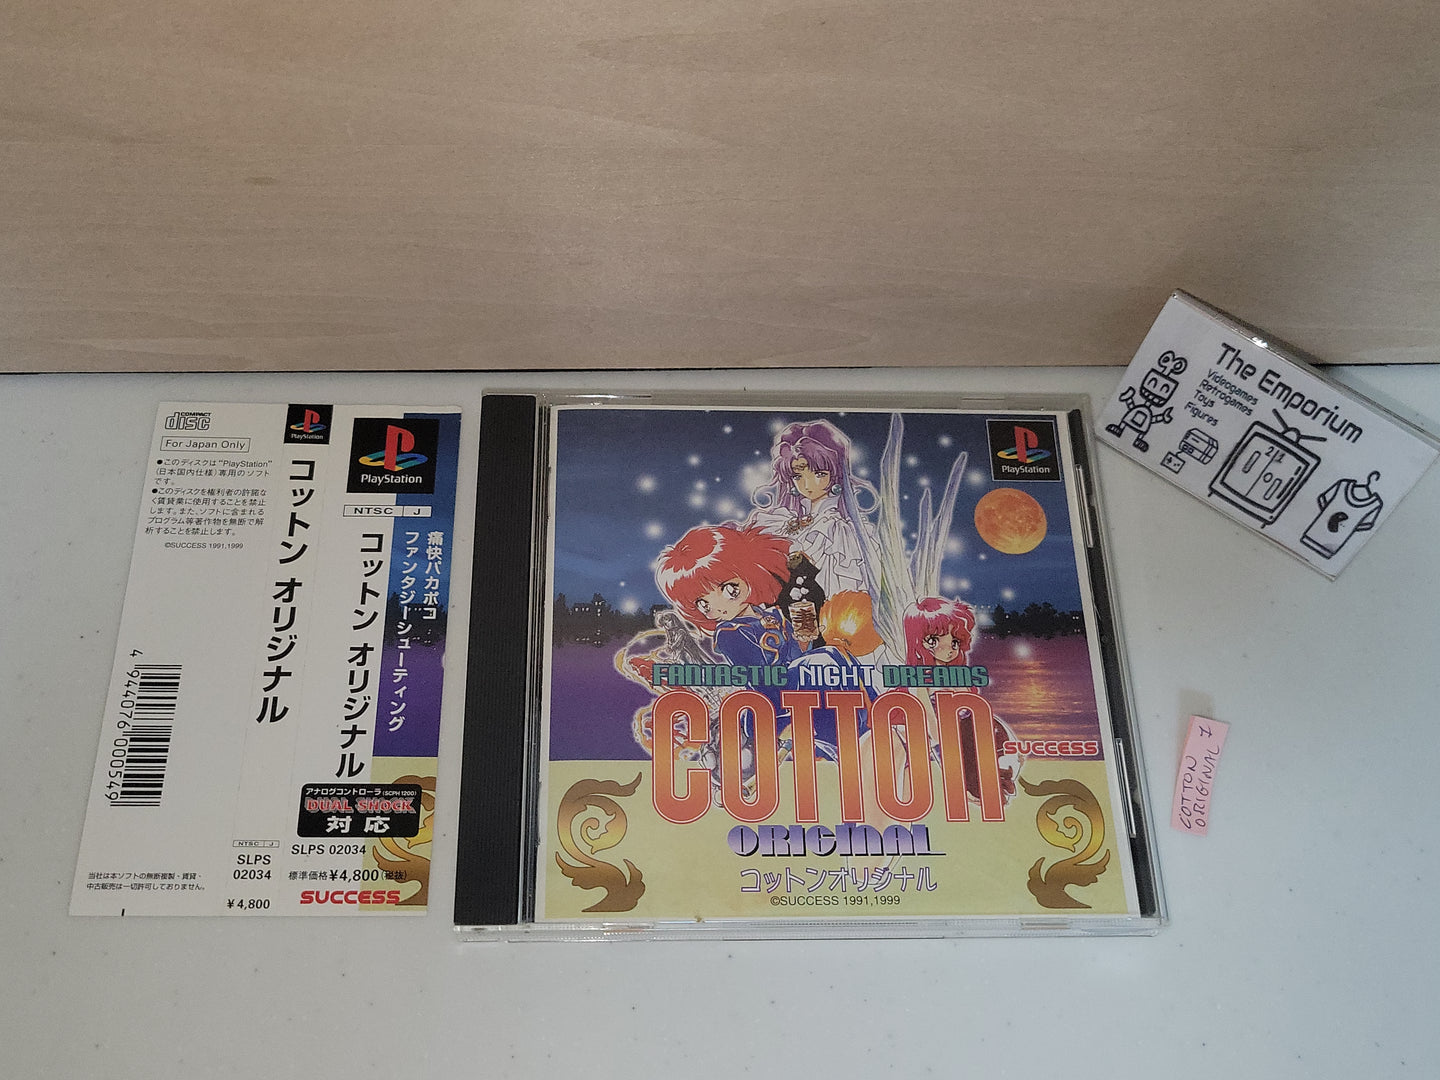 COMPACT
disc
For Japan Only
●このディスクは"PlayStation"
(日本国内仕様)専用のソフト
です。
●このディスクを権利者の許諾な
く賃貸業に使用することを禁止
します。また、ソフトに含まれる
プログラム等著作物を無断で解
析することを禁止します。
©SUCCESS 1991,1999
4 944076 000549
当社は本ソフトの無断複製、賃貸・
中古販売は一切許可しておりません。
PlayStation
コットン オリジナル
NTSC J
SLPS
02034
¥4,800
PlayStation
NTSC J
痛快バカポコ
ファンタジーシューティング
コットン オリジナル
アナログコントローラ(SCPH 1200)
DUAL SHOCK
対応
SLPS 02034
標準価格¥4,800(税抜)
SUCCESS
PlayStation
FANTASTIC NIGHT DREAMS
COTTON
SUCCESS
ORIGINAL
コットンオリジナル
©SUCCESS 1991,1999
The Emporium
Videogames
Retrogames
Toys
Figures
COTTON
ORIGINAL 1